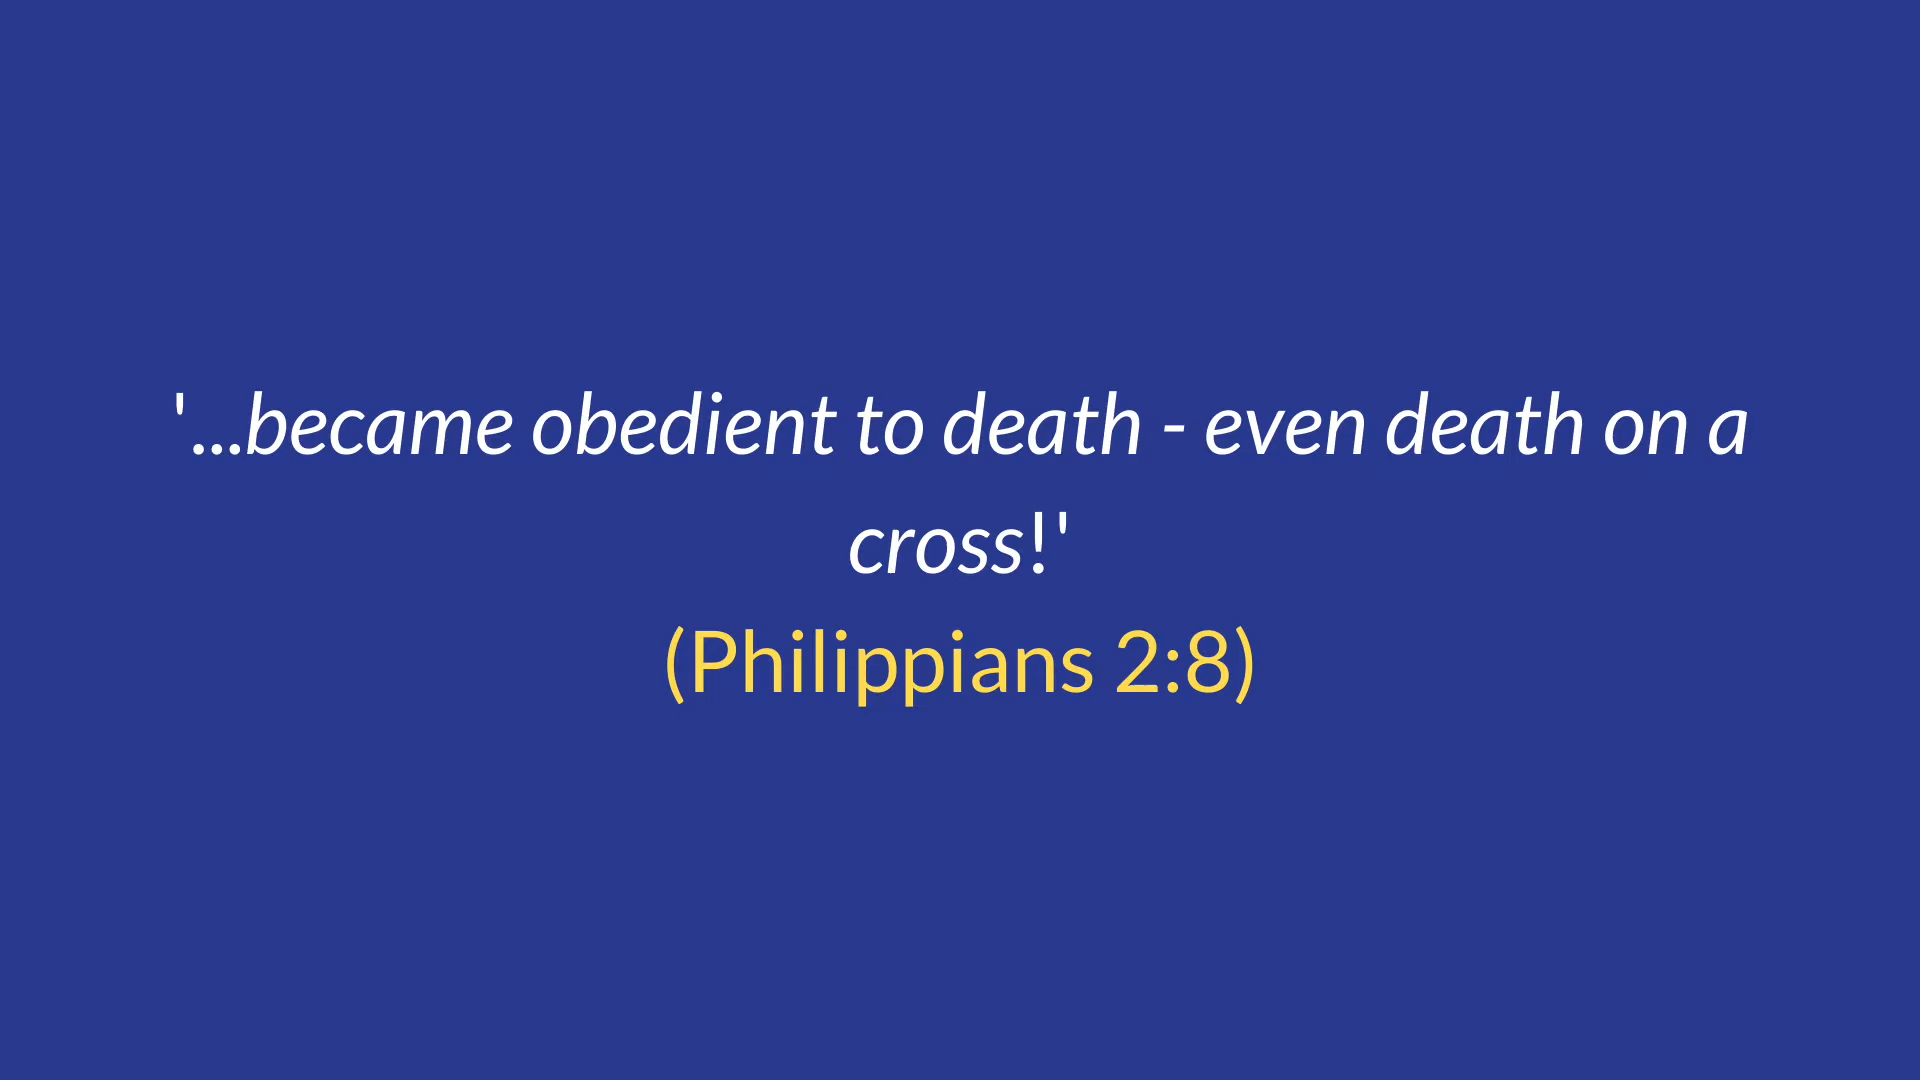 '...became obedient to death - even death on a
cross!'
(Philippians 2:8)